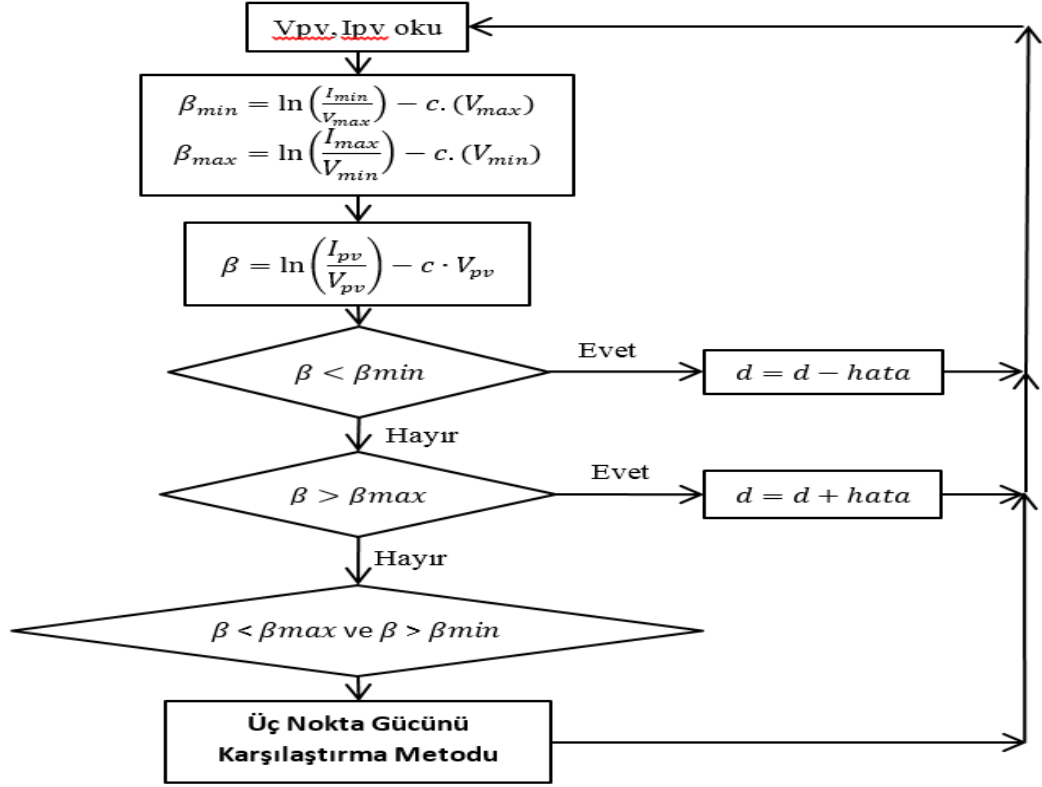 Vpv, Ipv oku
β_min = ln(I_min/V_max) − c. (V_max)
β_max = ln(I_max/V_min) − c. (V_min)
β = ln(I_pv/V_pv) − c · V_pv
β < βmin
Evet
d = d − hata
Hayır
β > βmax
Evet
d = d + hata
Hayır
β < βmax ve β > βmin
Üç Nokta Gücünü
Karşılaştırma Metodu